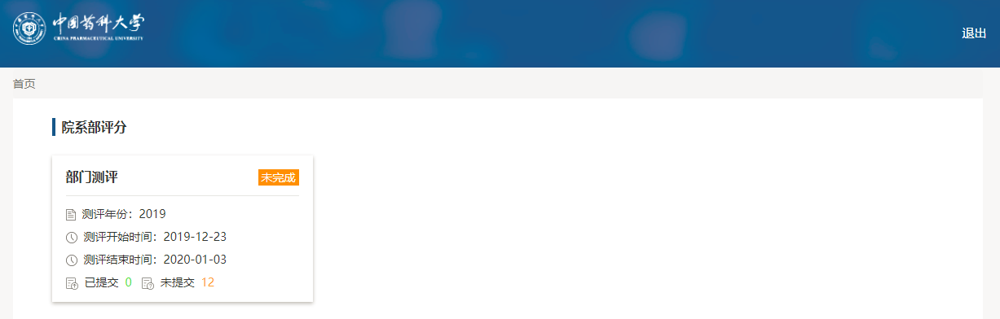 中国药科大学
CHINA PHARMACEUTICAL UNIVERSITY
退出
首页
院系部评分
部门测评 未完成
测评年份：2019
测评开始时间：2019-12-23
测评结束时间：2020-01-03
已提交 0 未提交 12